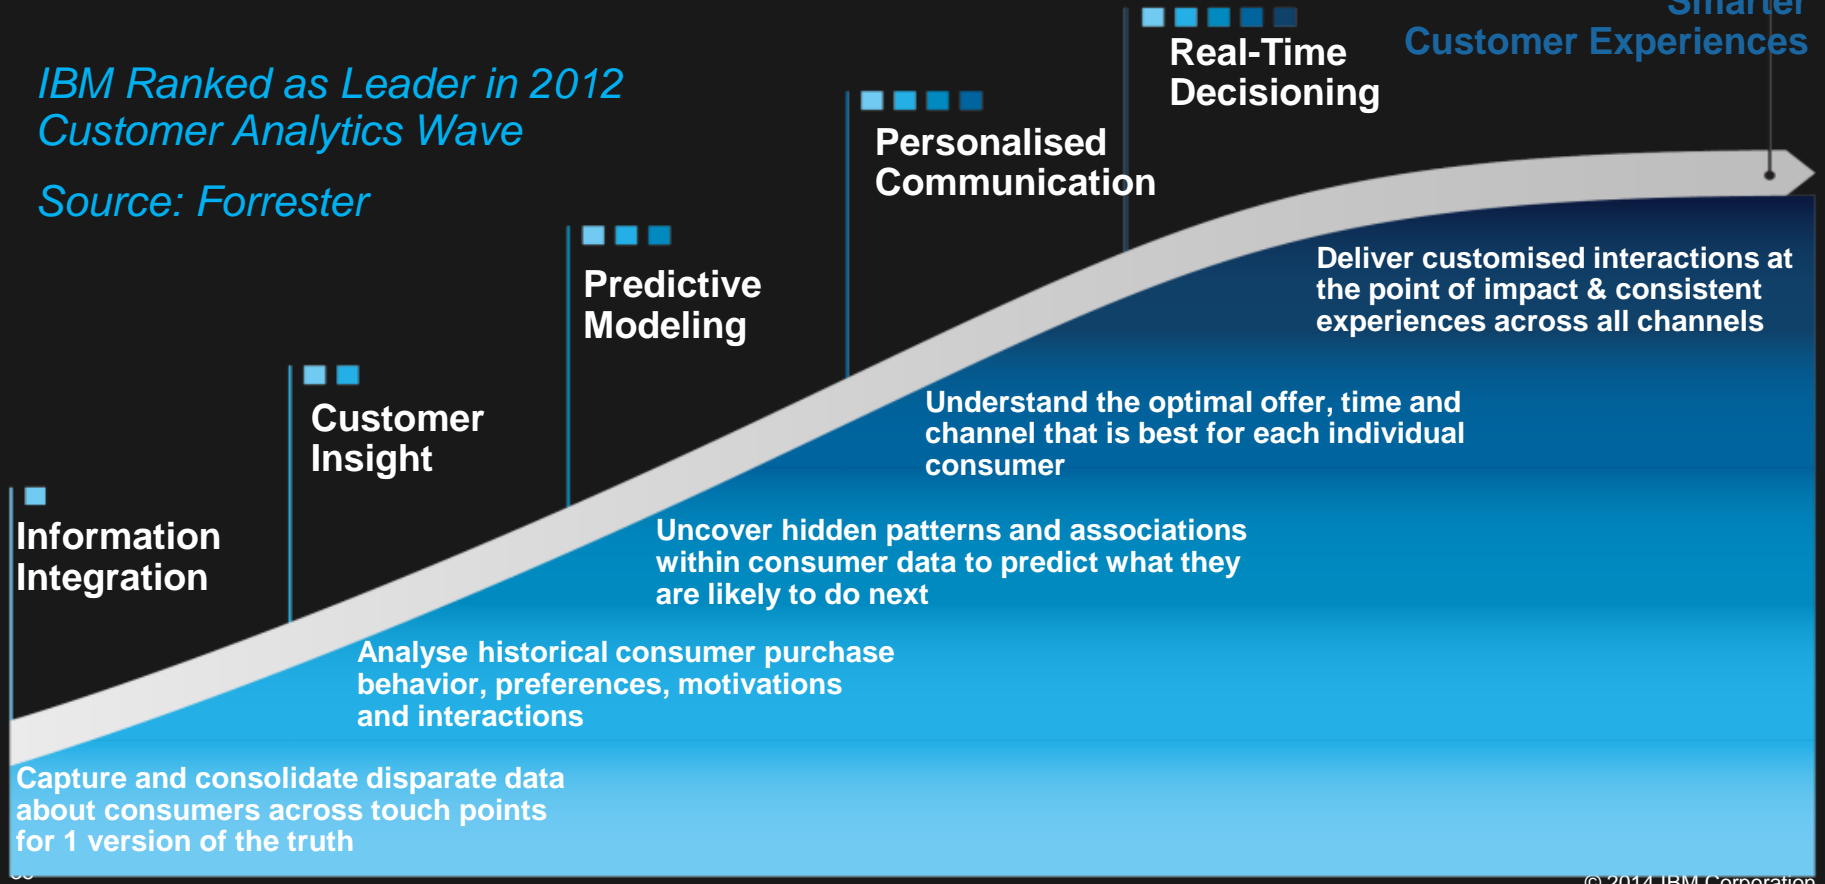 Smarter
Customer Experiences
IBM Ranked as Leader in 2012
Customer Analytics Wave
Source: Forrester
Real-Time
Decisioning
Personalised
Communication
Predictive
Modeling
Customer
Insight
Information
Integration
Deliver customised interactions at
the point of impact & consistent
experiences across all channels
Understand the optimal offer, time and
channel that is best for each individual
consumer
Uncover hidden patterns and associations
within consumer data to predict what they
are likely to do next
Analyse historical consumer purchase
behavior, preferences, motivations
and interactions
Capture and consolidate disparate data
about consumers across touch points
for 1 version of the truth
© 2014 IBM Corporation